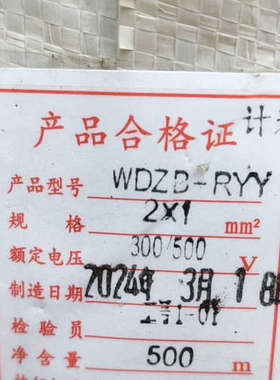 计
产品合格证
产品型号 WDZB-RYY
规格 2X1 mm²
额定电压 300/500 V
制造日期 2024年 3月 1
检验员
净含量 500 m